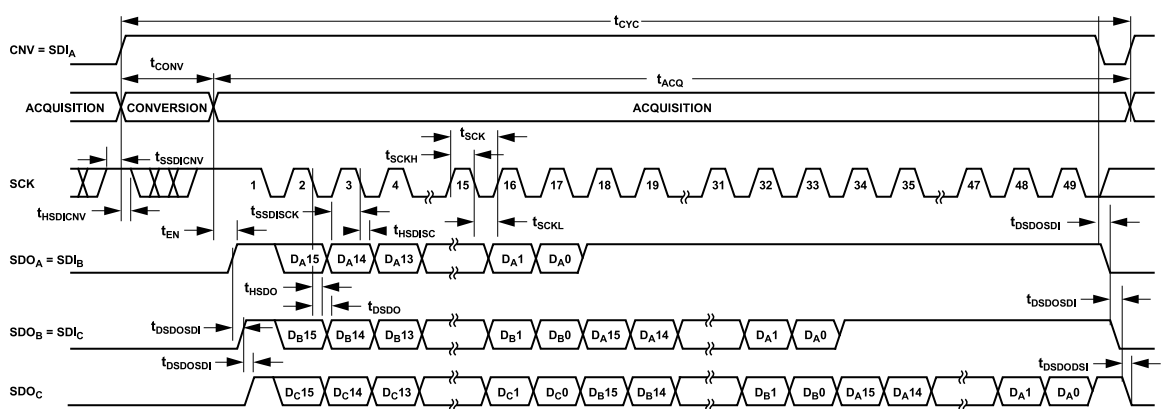 tCYC
CNV = SDIA
tCONV
tACQ
ACQUISITION CONVERSION ACQUISITION
tSCK
tSSDICNV
tSCKH
SCK 1 2 3 4 15 16 17 18 19 31 32 33 34 35 47 48 49
tHSDICNV
tSSDISCK
tSCKL
tEN
tHSDISC
tDSDOSDI
SDOA = SDIB DA15 DA14 DA13 DA1 DA0
tHSDO
tDSDO
tDSDOSDI
tDSDOSDI
SDOB = SDIC DB15 DB14 DB13 DB1 DB0 DA15 DA14 DA1 DA0
tDSDOSDI
tDSDODSI
SDOC DC15 DC14 DC13 DC1 DC0 DB15 DB14 DB1 DB0 DA15 DA14 DA1 DA0